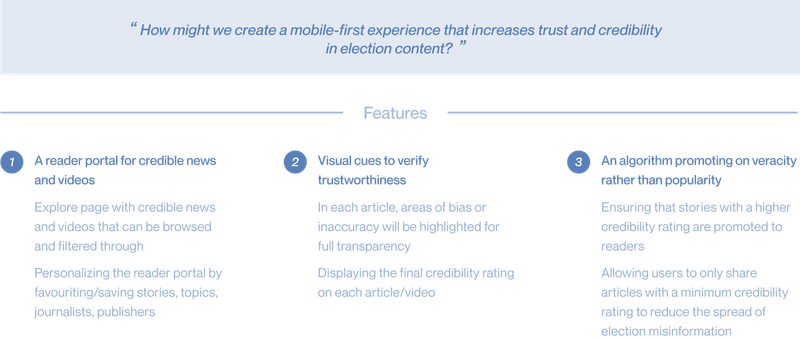 “ How might we create a mobile-first experience that increases trust and credibility
in election content? ”
Features
1
A reader portal for credible news
and videos
Explore page with credible news
and videos that can be browsed
and filtered through
Personalizing the reader portal by
favouriting/saving stories, topics,
journalists, publishers
2
Visual cues to verify
trustworthiness
In each article, areas of bias or
inaccuracy will be highlighted for
full transparency
Displaying the final credibility rating
on each article/video
3
An algorithm promoting on veracity
rather than popularity
Ensuring that stories with a higher
credibility rating are promoted to
readers
Allowing users to only share
articles with a minimum credibility
rating to reduce the spread of
election misinformation